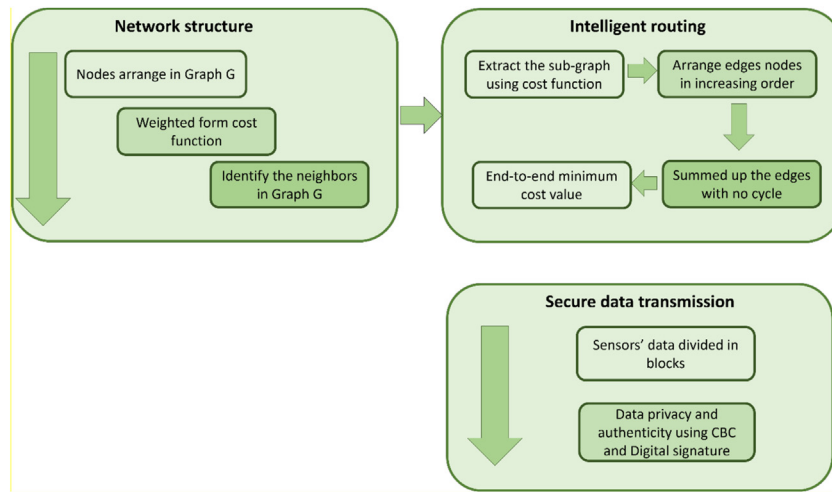 Network structure
Nodes arrange in Graph G
Weighted form cost
function
Identify the neighbors
in Graph G
Intelligent routing
Extract the sub-graph
using cost function
Arrange edges nodes
in increasing order
Summed up the edges
with no cycle
End-to-end minimum
cost value
Secure data transmission
Sensors' data divided in
blocks
Data privacy and
authenticity using CBC
and Digital signature